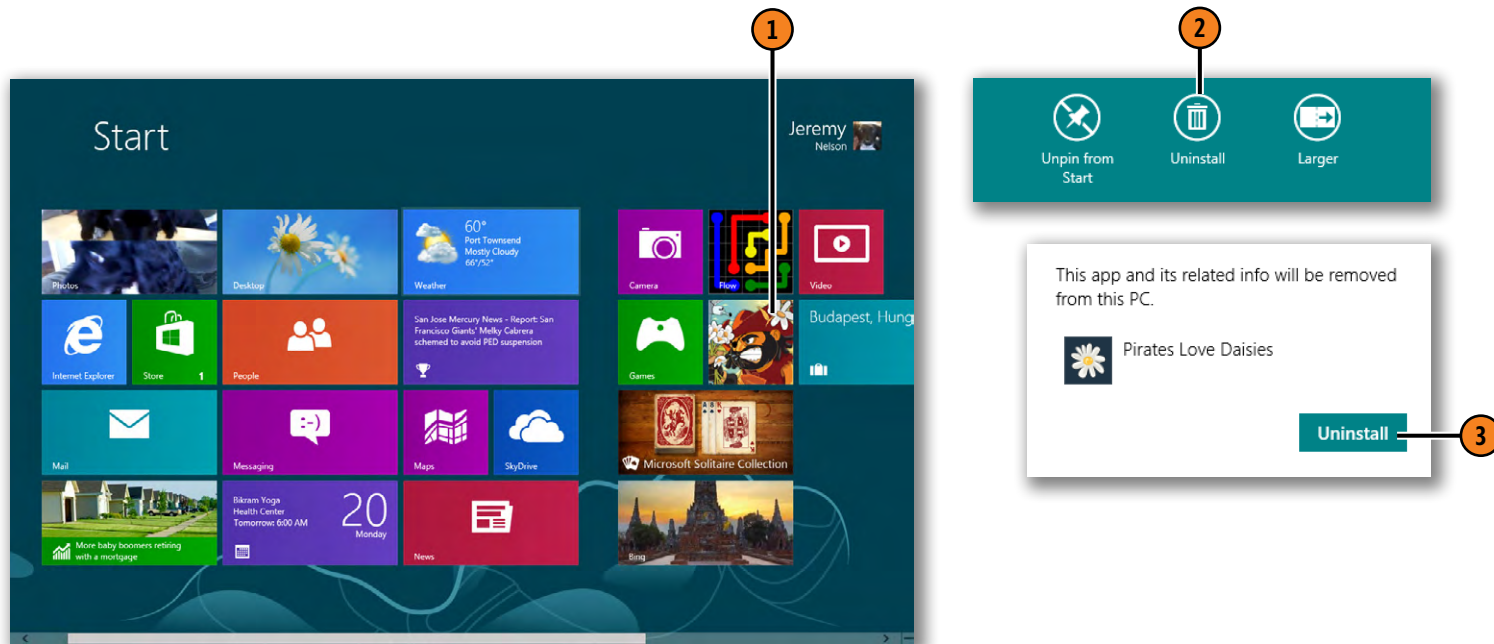 1
2
Start
Jeremy
Nelson
Photos
Desktop
60°
Port Townsend
Mostly Cloudy
66°/52°
Weather
Camera
Flow
Video
Internet Explorer
Store
1
People
San Jose Mercury News - Report: San
Francisco Giants' Melky Cabrera
schemed to avoid PED suspension
Games
Budapest, Hung
Mail
Messaging
Maps
SkyDrive
Microsoft Solitaire Collection
More baby boomers retiring
with a mortgage
Bikram Yoga
Health Center
Tomorrow: 6:00 AM
20
Monday
News
Bing
Unpin from
Start
Uninstall
Larger
This app and its related info will be removed
from this PC.
Pirates Love Daisies
Uninstall
3